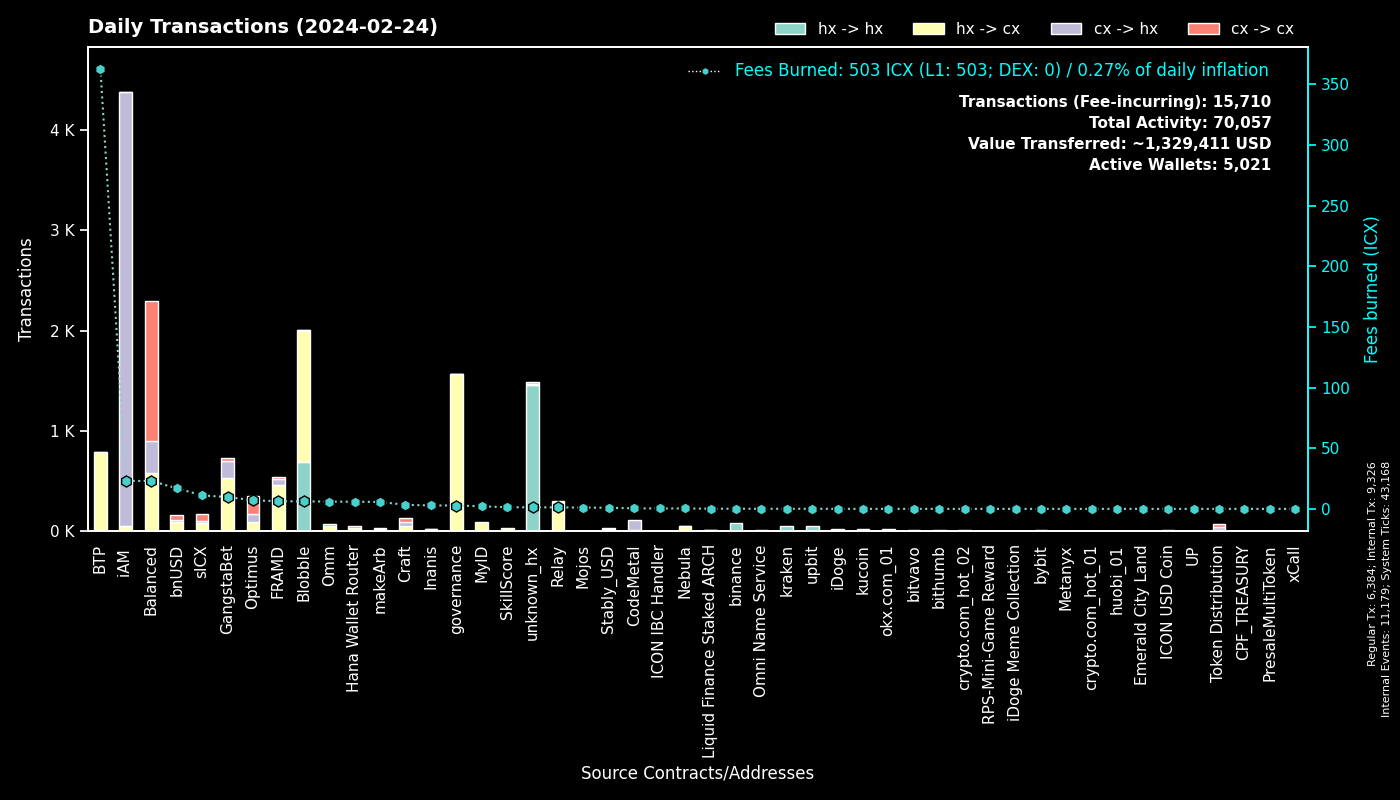 Daily Transactions (2024-02-24)
hx -> hx
hx -> cx
cx -> hx
cx -> cx
Fees Burned: 503 ICX (L1: 503; DEX: 0) / 0.27% of daily inflation
Transactions (Fee-incurring): 15,710
Total Activity: 70,057
Value Transferred: ~1,329,411 USD
Active Wallets: 5,021
Transactions
4 K
3 K
2 K
1 K
0 K
350
300
250
200
150
100
50
0
Fees burned (ICX)
BTP
iAM
Balanced
bnUSD
sICX
GangstaBet
Optimus
FRAMD
Blobble
Omm
Hana Wallet Router
makeArb
Craft
Inanis
governance
MyID
SkillScore
unknown_hx
Relay
Mojos
Stably_USD
CodeMetal
ICON IBC Handler
Nebula
Liquid Finance Staked ARCH
binance
Omni Name Service
kraken
upbit
iDoge
kucoin
okx.com_01
bitvavo
bithumb
crypto.com_hot_02
RPS-Mini-Game Reward
iDoge Meme Collection
bybit
Metanyx
crypto.com_hot_01
huobi_01
Emerald City Land
ICON USD Coin
UP
Token Distribution
CPF_TREASURY
PresaleMultiToken
xCall
Source Contracts/Addresses
Regular Tx: 6,384; Internal Tx: 9,326
Internal Events: 11,179; System Ticks: 43,168